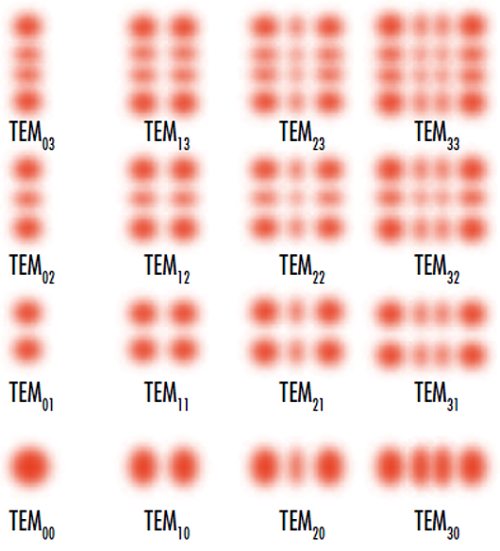 TEM₀₃ TEM₁₃ TEM₂₃ TEM₃₃
TEM₀₂ TEM₁₂ TEM₂₂ TEM₃₂
TEM₀₁ TEM₁₁ TEM₂₁ TEM₃₁
TEM₀₀ TEM₁₀ TEM₂₀ TEM₃₀